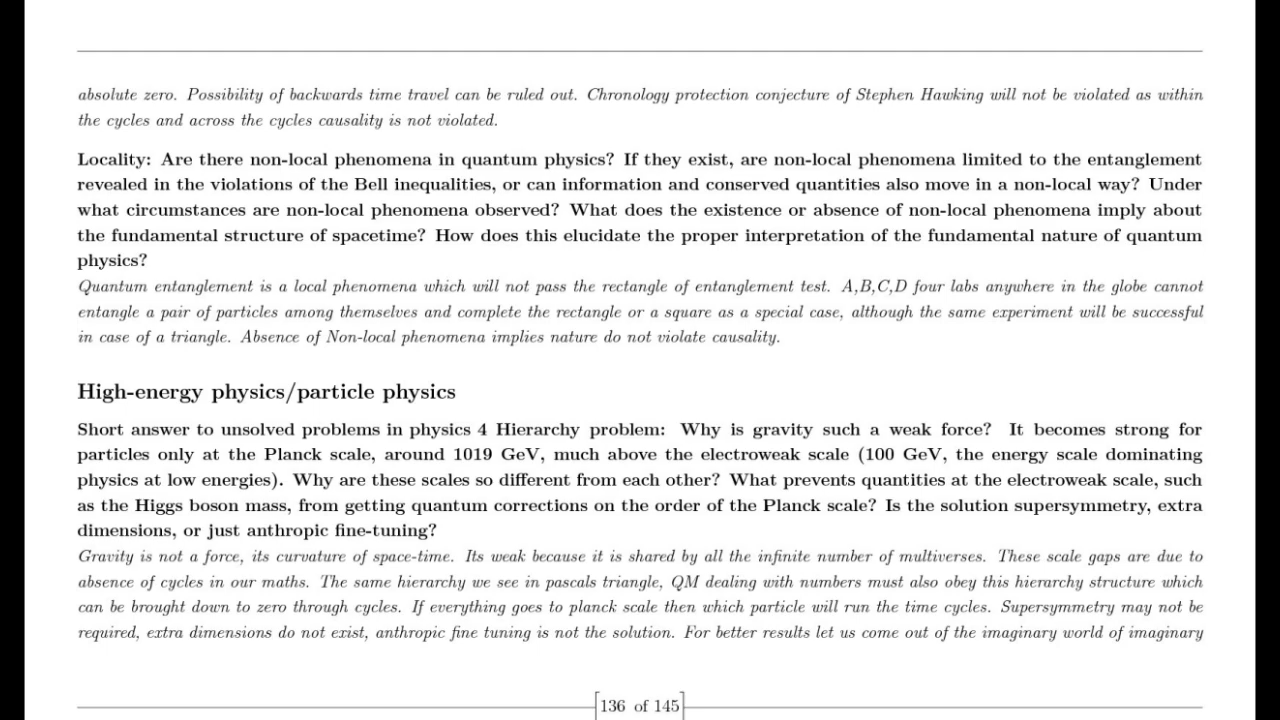 absolute zero. Possibility of backwards time travel can be ruled out. Chronology protection conjecture of Stephen Hawking will not be violated as within
the cycles and across the cycles causality is not violated.
Locality: Are there non-local phenomena in quantum physics? If they exist, are non-local phenomena limited to the entanglement
revealed in the violations of the Bell inequalities, or can information and conserved quantities also move in a non-local way? Under
what circumstances are non-local phenomena observed? What does the existence or absence of non-local phenomena imply about
the fundamental structure of spacetime? How does this elucidate the proper interpretation of the fundamental nature of quantum
physics?
Quantum entanglement is a local phenomena which will not pass the rectangle of entanglement test. A,B,C,D four labs anywhere in the globe cannot
entangle a pair of particles among themselves and complete the rectangle or a square as a special case, although the same experiment will be successful
in case of a triangle. Absence of Non-local phenomena implies nature do not violate causality.
High-energy physics/particle physics
Short answer to unsolved problems in physics 4 Hierarchy problem: Why is gravity such a weak force? It becomes strong for
particles only at the Planck scale, around 1019 GeV, much above the electroweak scale (100 GeV, the energy scale dominating
physics at low energies). Why are these scales so different from each other? What prevents quantities at the electroweak scale, such
as the Higgs boson mass, from getting quantum corrections on the order of the Planck scale? Is the solution supersymmetry, extra
dimensions, or just anthropic fine-tuning?
Gravity is not a force, its curvature of space-time. Its weak because it is shared by all the infinite number of multiverses. These scale gaps are due to
absence of cycles in our maths. The same hierarchy we see in pascals triangle, QM dealing with numbers must also obey this hierarchy structure which
can be brought down to zero through cycles. If everything goes to planck scale then which particle will run the time cycles. Supersymmetry may not be
required, extra dimensions do not exist, anthropic fine tuning is not the solution. For better results let us come out of the imaginary world of imaginary
136 of 145